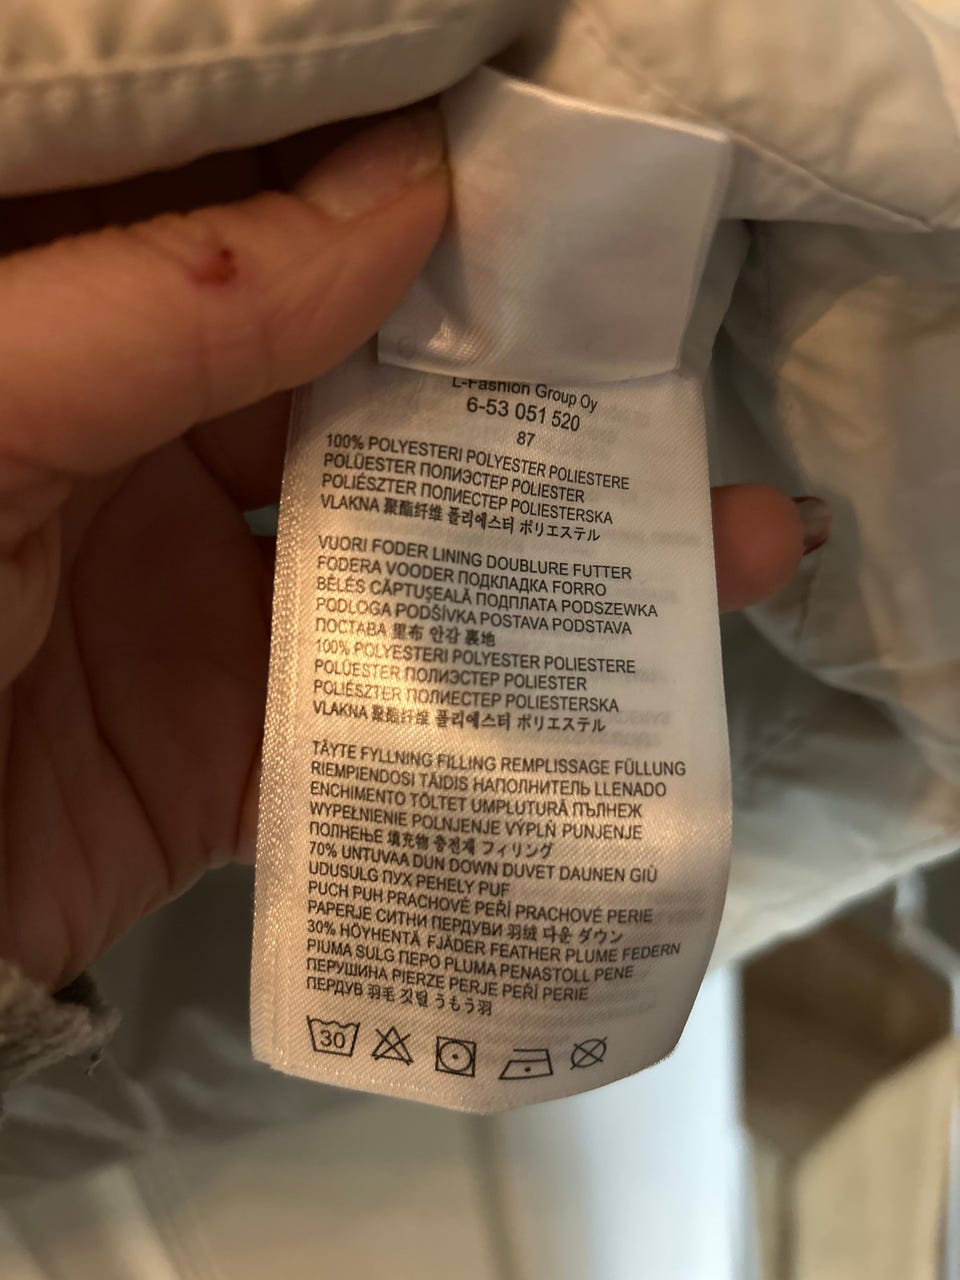 L-Fashion Group Oy
6-53 051 520
87
100% POLYESTERI POLYESTER POLIESTERE
POLÜESTER ПОЛИЭСТЕР POLIESTER
POLIÉSZTER ПОЛИЕСТЕР POLIESTERSKA
VLAKNA 聚酯纤维 폴리에스터 ポリエステル
VUORI FODER LINING DOUBLURE FUTTER
FODERA VOODER ПОДКЛАДКА FORRO
BÉLÉS CĂPTUŞEALĂ ПОДПЛАТА PODSZEWKA
PODLOGA PODŠÍVKA POSTAVA PODSTAVA
ПОСТАВА 里布 안감 裏地
100% POLYESTERI POLYESTER POLIESTERE
POLÜESTER ПОЛИЭСТЕР POLIESTER
POLIÉSZTER ПОЛИЕСТЕР POLIESTERSKA
VLAKNA 聚酯纤维 폴리에스터 ポリエステル
TÄYTE FYLLNING FILLING REMPLISSAGE FÜLLUNG
RIEMPIENDOSI TÄIDIS НАПОЛНИТЕЛЬ LLENADO
ENCHIMENTO TÖLTET UMPLUTURĂ ПЪЛНЕЖ
WYPEŁNIENIE POLNJENJE VÝPLŇ PUNJENJE
ПОЛНЕЊЕ 填充物 충전재 フィリング
70% UNTUVAA DUN DOWN DUVET DAUNEN GIÙ
UDUSULG ПУХ PEHELY PUF
PUCH PUH PRACHOVÉ PEŘÍ PRACHOVÉ PERIE
PAPERJE СИТНИ ПЕРДУВИ 羽绒 다운 ダウン
30% HÖYHENTÄ FJÄDER FEATHER PLUME FEDERN
PIUMA SULG ПЕРО PLUMA PENASTOLL PENE
ПЕРУШИНА PIERZE PERJE PEŘÍ PERIE
ПЕРДУВ 羽毛 깃털 うもう羽
30